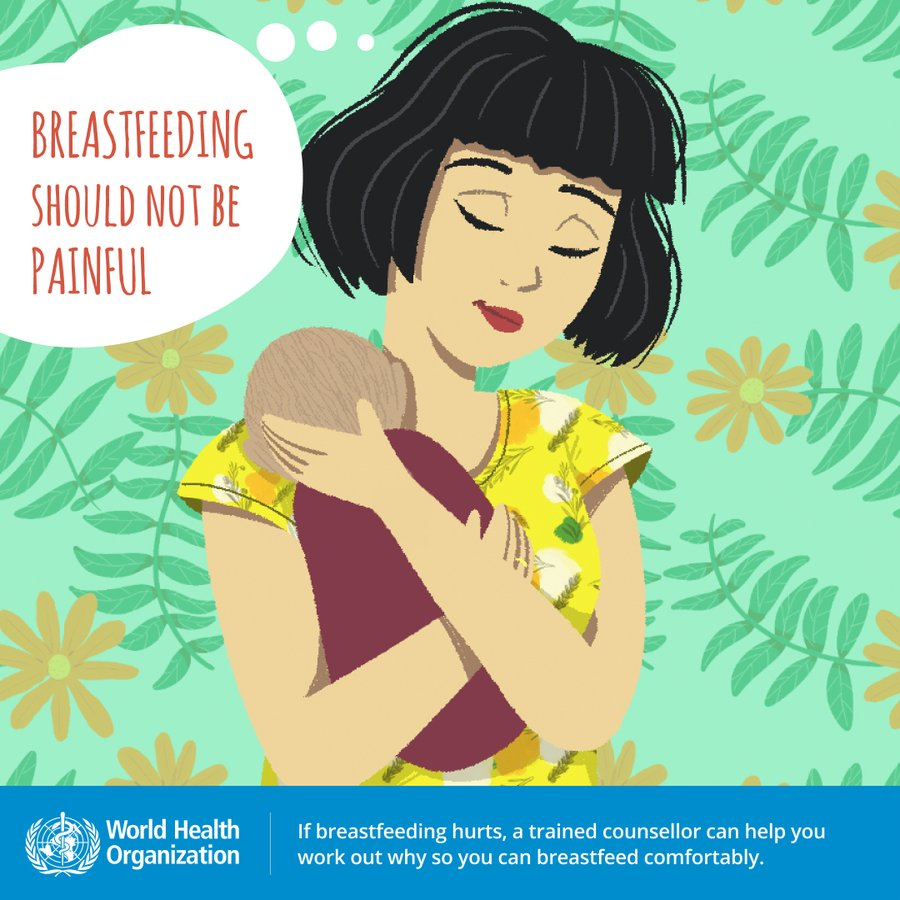 BREASTFEEDING
SHOULD NOT BE
PAINFUL
World Health
Organization
If breastfeeding hurts, a trained counsellor can help you
work out why so you can breastfeed comfortably.